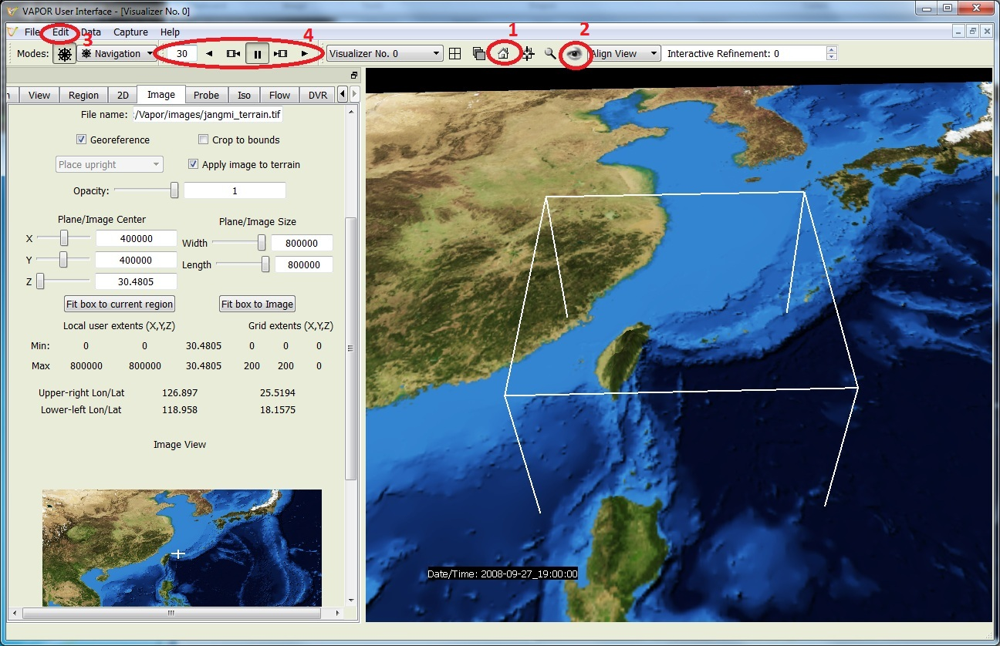 VAPOR User Interface - [Visualizer No. 0]
File Edit Data Capture Help
3 4 1 2
Modes: Navigation 30 Visualizer No. 0 Align View Interactive Refinement: 0
View Region 2D Image Probe Iso Flow DVR
File name: :/Vapor/images/jangmi_terrain.tif
Georeference Crop to bounds
Place upright Apply image to terrain
Opacity: 1
Plane/Image Center Plane/Image Size
X 400000 Width 800000
Y 400000 Length 800000
Z 30.4805
Fit box to current region Fit box to Image
Local user extents (X,Y,Z) Grid extents (X,Y,Z)
Min: 0 0 30.4805 0 0 0
Max 800000 800000 30.4805 200 200 0
Upper-right Lon/Lat 126.897 25.5194
Lower-left Lon/Lat 118.958 18.1575
Image View
Date/Time: 2008-09-27_19:00:00